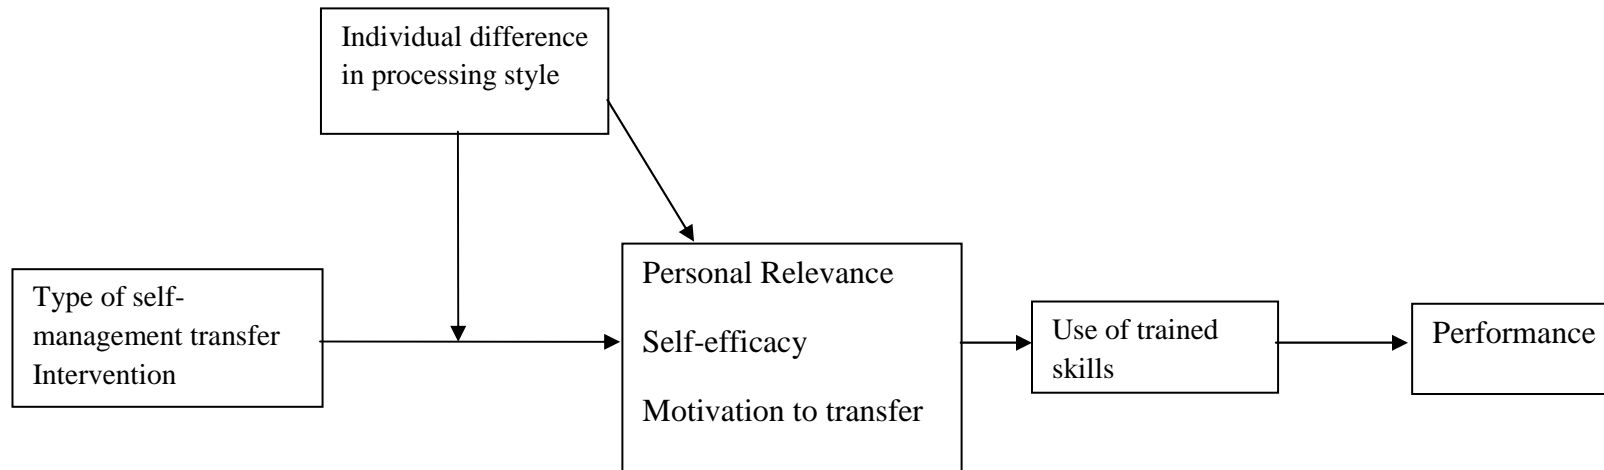 Individual difference
in processing style
Type of self-
management transfer
Intervention
Personal Relevance
Self-efficacy
Motivation to transfer
Use of trained
skills
Performance